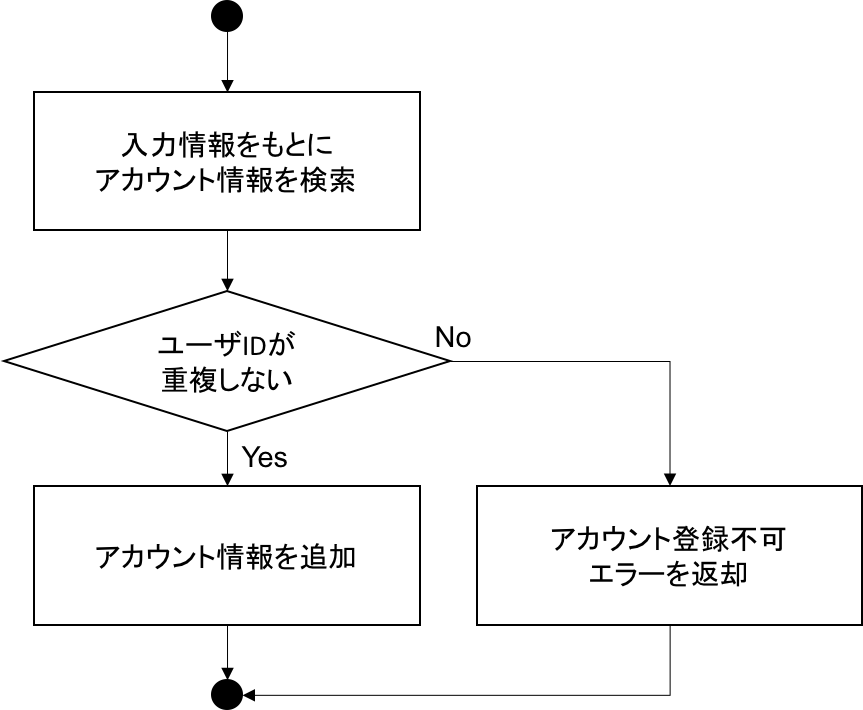 入力情報をもとに
アカウント情報を検索
ユーザIDが
重複しない
No
Yes
アカウント情報を追加
アカウント登録不可
エラーを返却